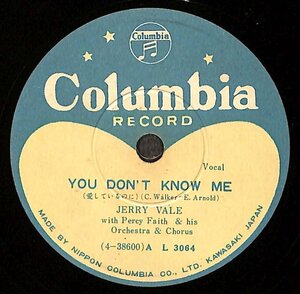 Columbia
Columbia
RECORD
Vocal
YOU DON'T KNOW ME
(愛しているのに) (C. Walker - E. Arnold)
JERRY VALE
with Percy Faith & his
Orchestra & Chorus
(4-38600) A L 3064
MADE BY NIPPON COLUMBIA CO., LTD. KAWASAKI JAPAN